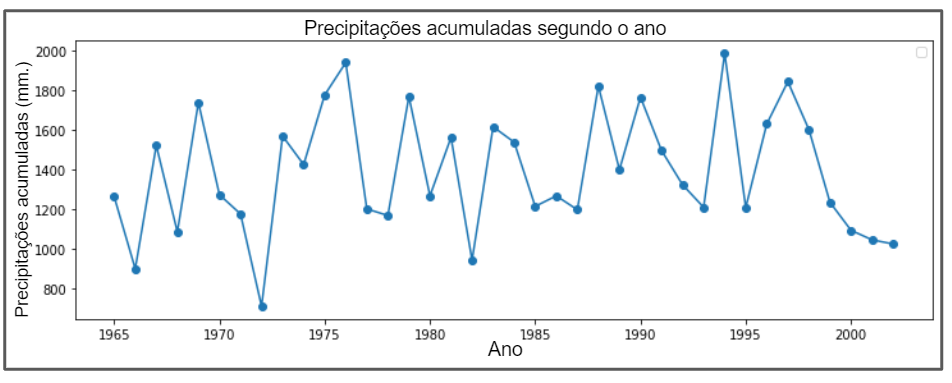 Precipitações acumuladas segundo o ano
Precipitações acumuladas (mm.)
2000
1800
1600
1400
1200
1000
800
1965 1970 1975 1980 1985 1990 1995 2000
Ano